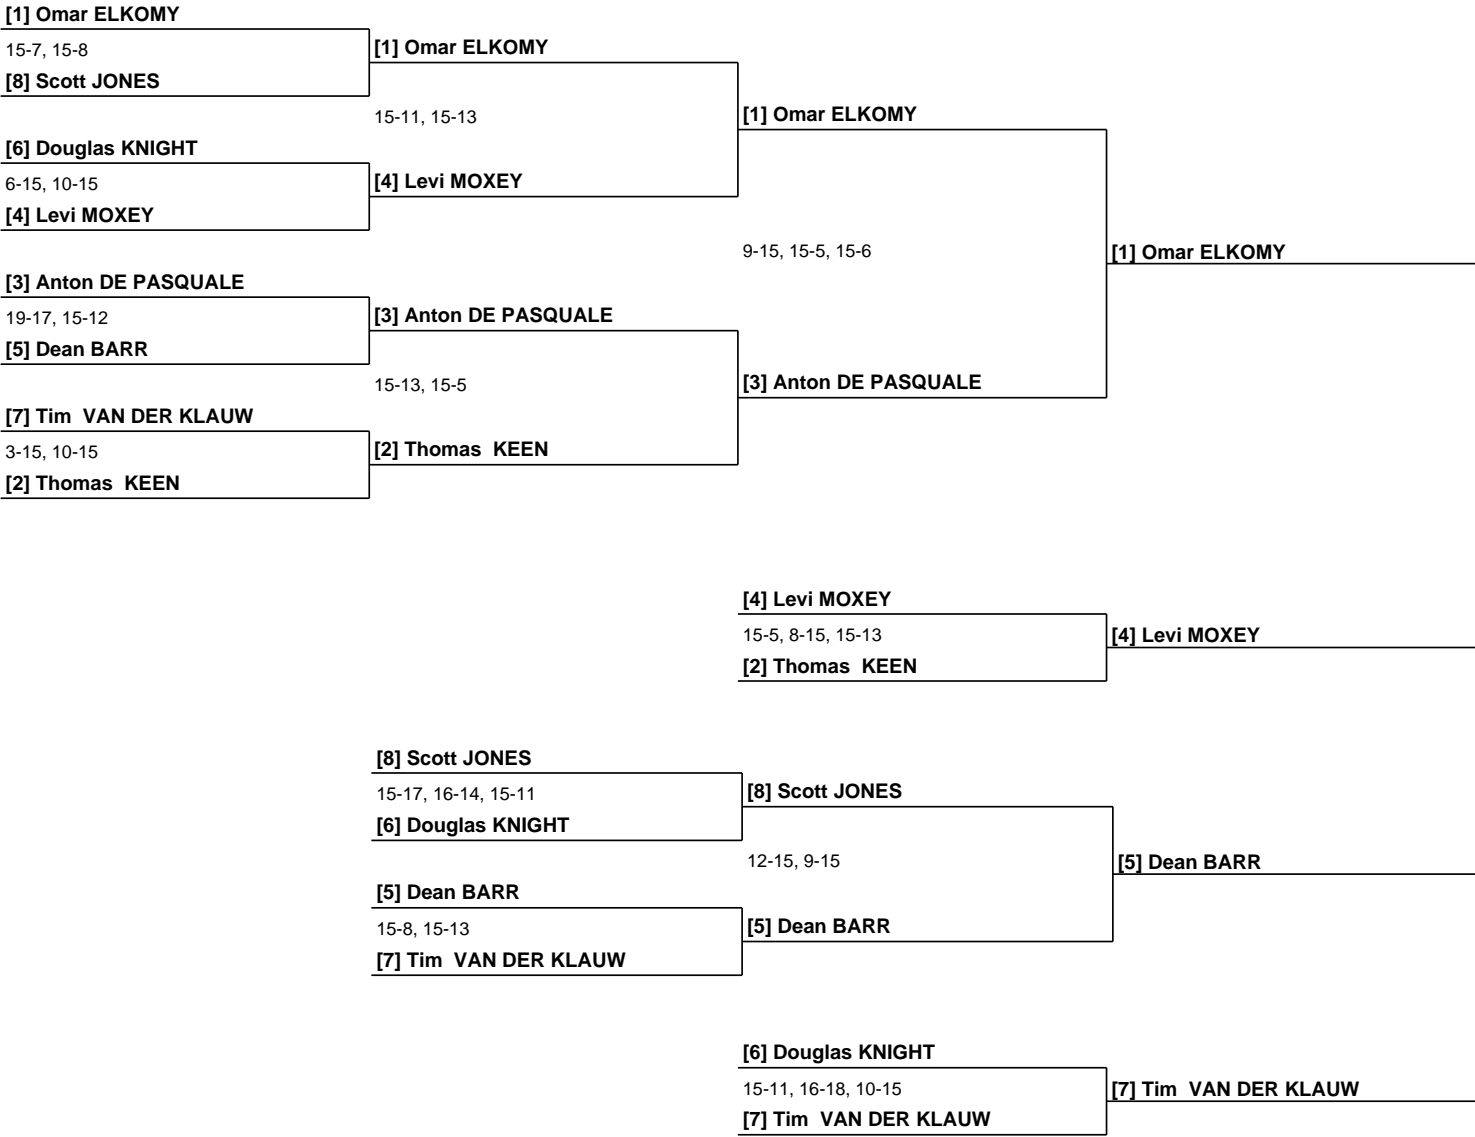 [1] Omar ELKOMY
15-7, 15-8
[1] Omar ELKOMY
[8] Scott JONES
15-11, 15-13
[1] Omar ELKOMY
[6] Douglas KNIGHT
6-15, 10-15
[4] Levi MOXEY
[4] Levi MOXEY
9-15, 15-5, 15-6
[1] Omar ELKOMY
[3] Anton DE PASQUALE
19-17, 15-12
[3] Anton DE PASQUALE
[5] Dean BARR
15-13, 15-5
[3] Anton DE PASQUALE
[7] Tim  VAN DER KLAUW
3-15, 10-15
[2] Thomas  KEEN
[2] Thomas  KEEN
[4] Levi MOXEY
15-5, 8-15, 15-13
[4] Levi MOXEY
[2] Thomas  KEEN
[8] Scott JONES
15-17, 16-14, 15-11
[8] Scott JONES
[6] Douglas KNIGHT
12-15, 9-15
[5] Dean BARR
[5] Dean BARR
15-8, 15-13
[5] Dean BARR
[7] Tim  VAN DER KLAUW
[6] Douglas KNIGHT
15-11, 16-18, 10-15
[7] Tim  VAN DER KLAUW
[7] Tim  VAN DER KLAUW